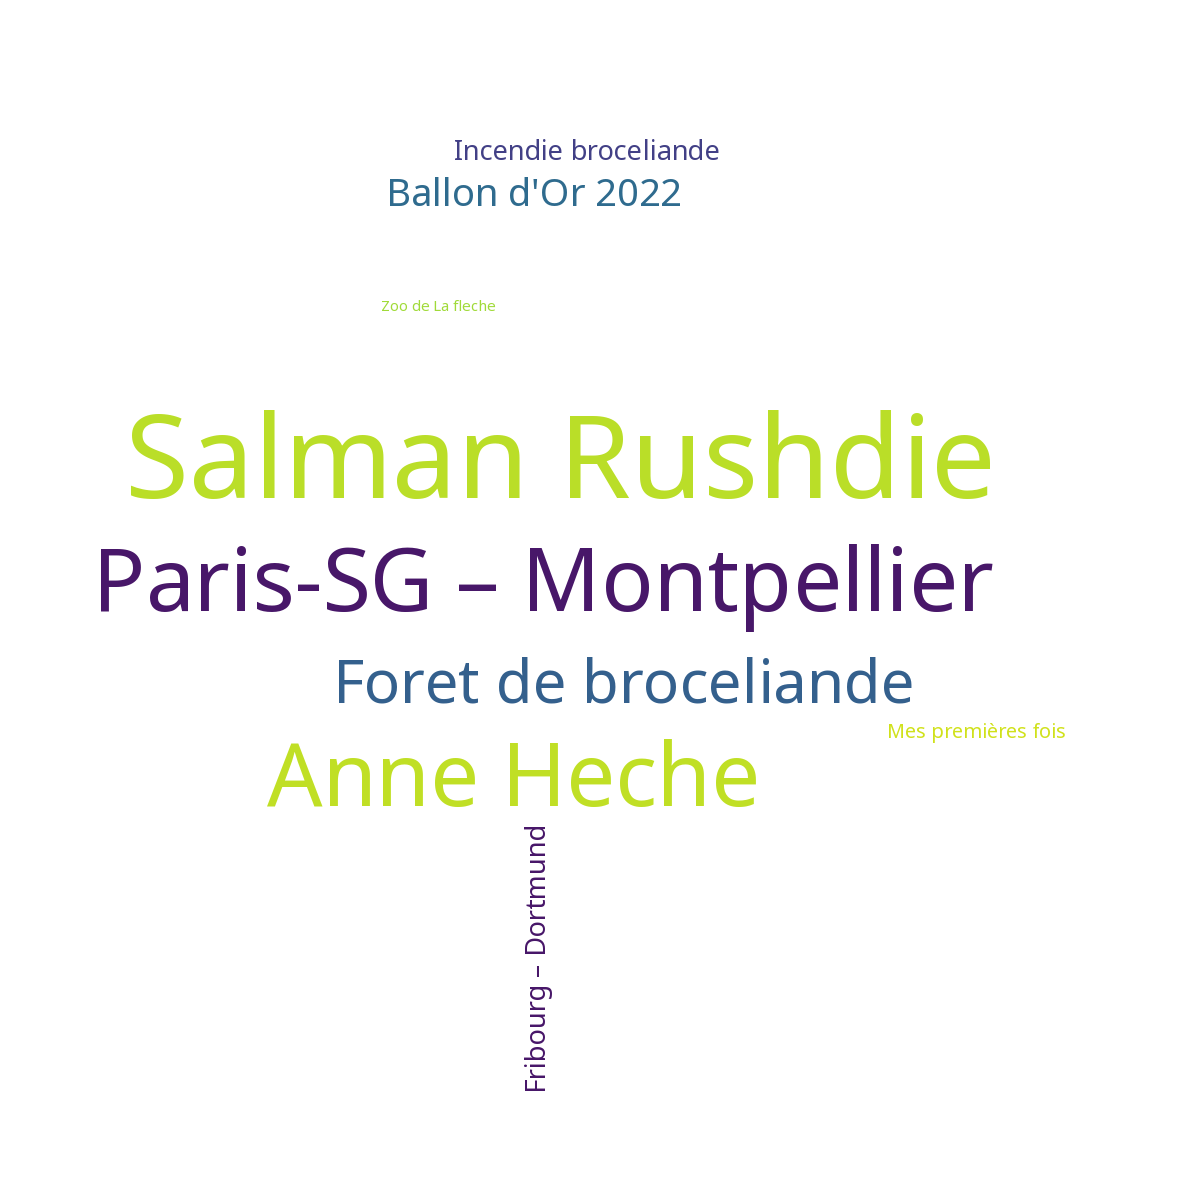 Incendie broceliande
Ballon d'Or 2022
Zoo de La fleche
Salman Rushdie
Paris-SG – Montpellier
Foret de broceliande
Mes premières fois
Anne Heche
Fribourg – Dortmund